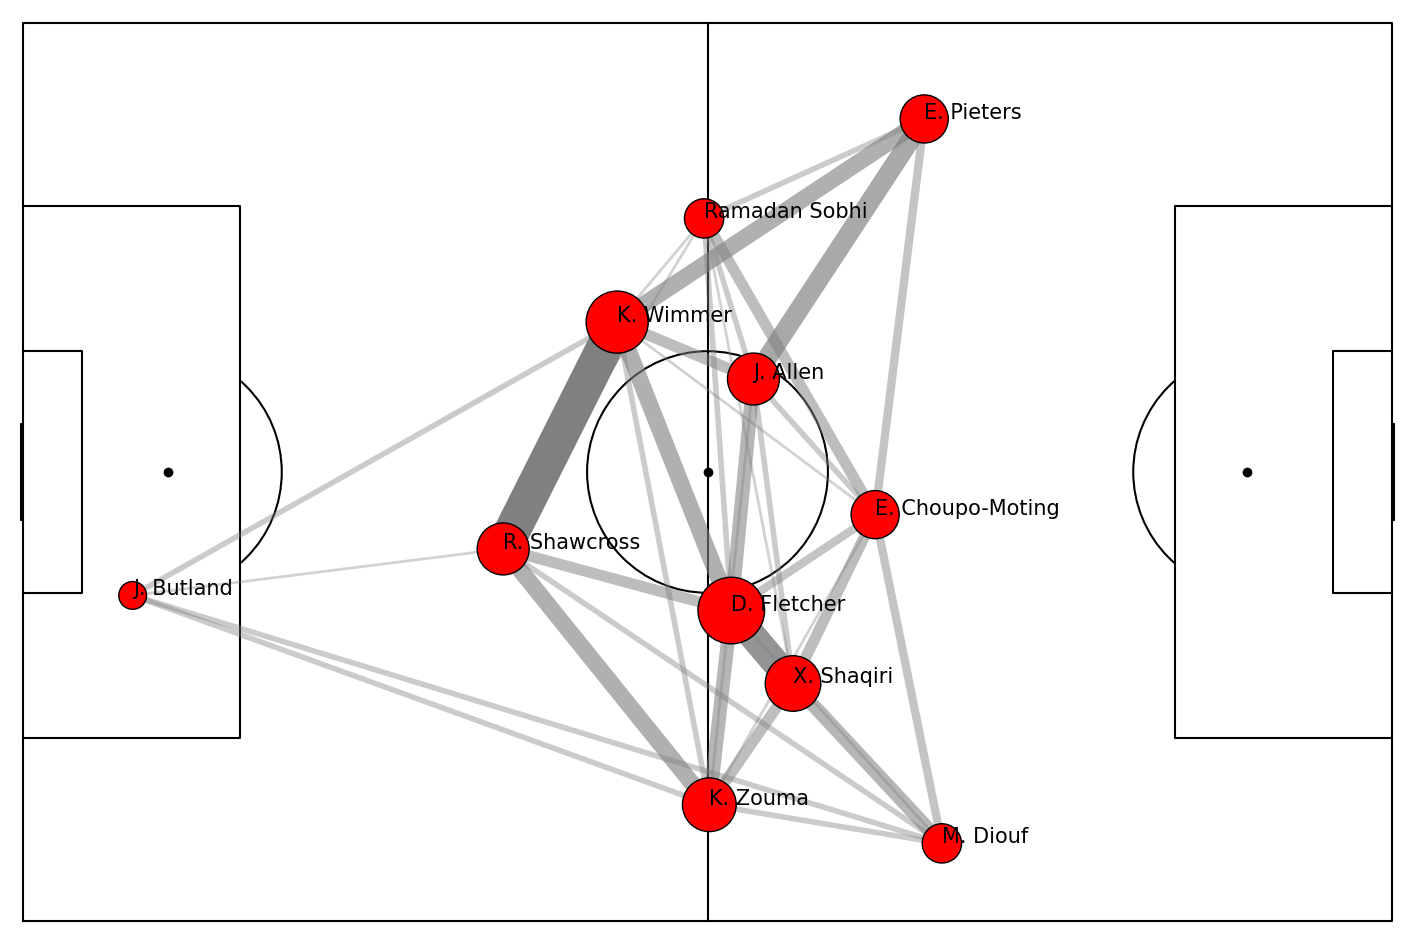 E. Pieters
Ramadan Sobhi
K. Wimmer
J. Allen
E. Choupo-Moting
R. Shawcross
J. Butland
D. Fletcher
X. Shaqiri
K. Zouma
M. Diouf